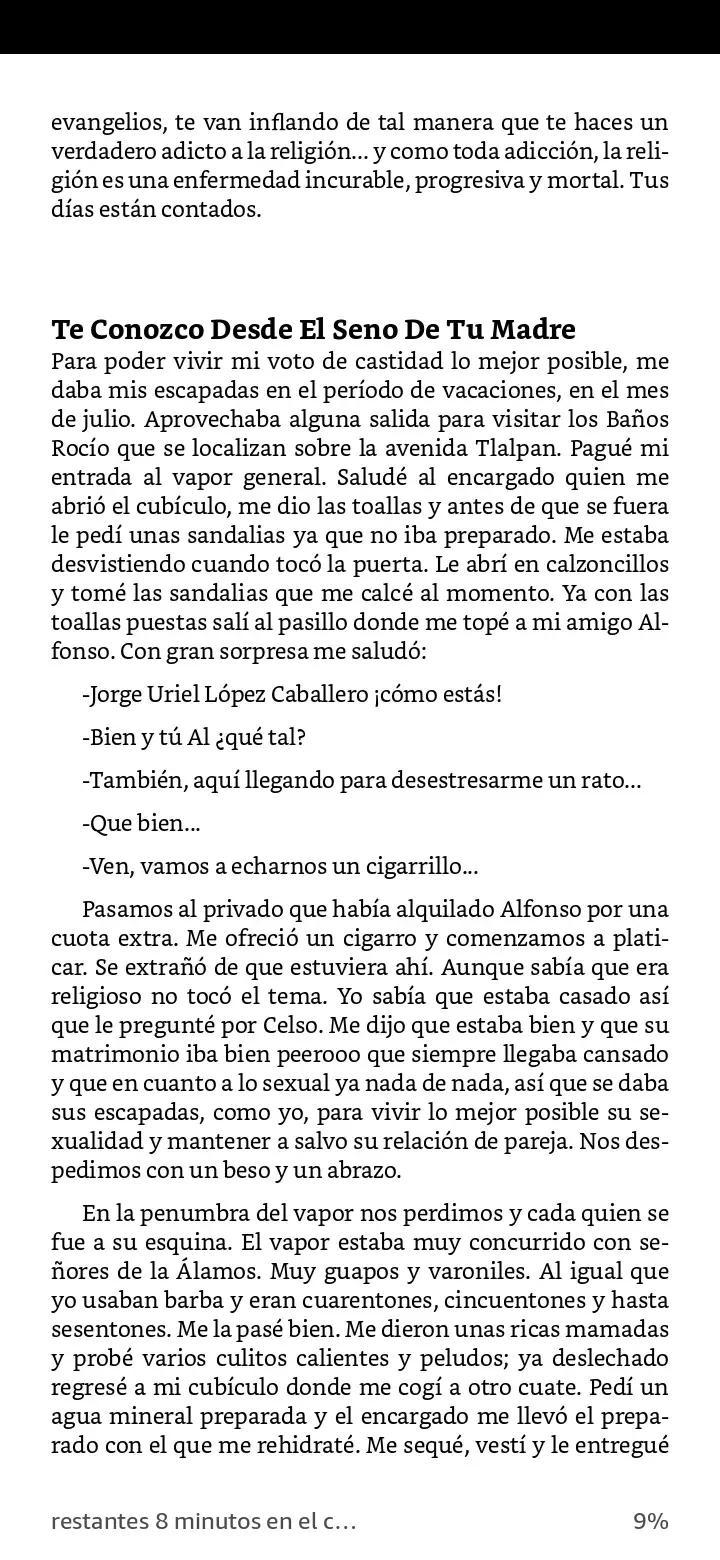 evangelios, te van inflando de tal manera que te haces un
verdadero adicto a la religión... y como toda adicción, la reli-
gión es una enfermedad incurable, progresiva y mortal. Tus
días están contados.
Te Conozco Desde El Seno De Tu Madre
Para poder vivir mi voto de castidad lo mejor posible, me
daba mis escapadas en el período de vacaciones, en el mes
de julio. Aprovechaba alguna salida para visitar los Baños
Rocío que se localizan sobre la avenida Tlalpan. Pagué mi
entrada al vapor general. Saludé al encargado quien me
abrió el cubículo, me dio las toallas y antes de que se fuera
le pedí unas sandalias ya que no iba preparado. Me estaba
desvistiendo cuando tocó la puerta. Le abrí en calzoncillos
y tomé las sandalias que me calcé al momento. Ya con las
toallas puestas salí al pasillo donde me topé a mi amigo Al-
fonso. Con gran sorpresa me saludó:
-Jorge Uriel López Caballero ¡cómo estás!
-Bien y tú Al ¿qué tal?
-También, aquí llegando para desestresarme un rato...
-Que bien...
-Ven, vamos a echarnos un cigarrillo...
Pasamos al privado que había alquilado Alfonso por una
cuota extra. Me ofreció un cigarro y comenzamos a plati-
car. Se extrañó de que estuviera ahí. Aunque sabía que era
religioso no tocó el tema. Yo sabía que estaba casado así
que le pregunté por Celso. Me dijo que estaba bien y que su
matrimonio iba bien peerooo que siempre llegaba cansado
y que en cuanto a lo sexual ya nada de nada, así que se daba
sus escapadas, como yo, para vivir lo mejor posible su se-
xualidad y mantener a salvo su relación de pareja. Nos des-
pedimos con un beso y un abrazo.
En la penumbra del vapor nos perdimos y cada quien se
fue a su esquina. El vapor estaba muy concurrido con se-
ñores de la Álamos. Muy guapos y varoniles. Al igual que
yo usaban barba y eran cuarentones, cincuentones y hasta
sesentones. Me la pasé bien. Me dieron unas ricas mamadas
y probé varios culitos calientes y peludos; ya deslechado
regresé a mi cubículo donde me cogí a otro cuate. Pedí un
agua mineral preparada y el encargado me llevó el prepa-
rado con el que me rehidraté. Me sequé, vestí y le entregué
restantes 8 minutos en el c... 9%